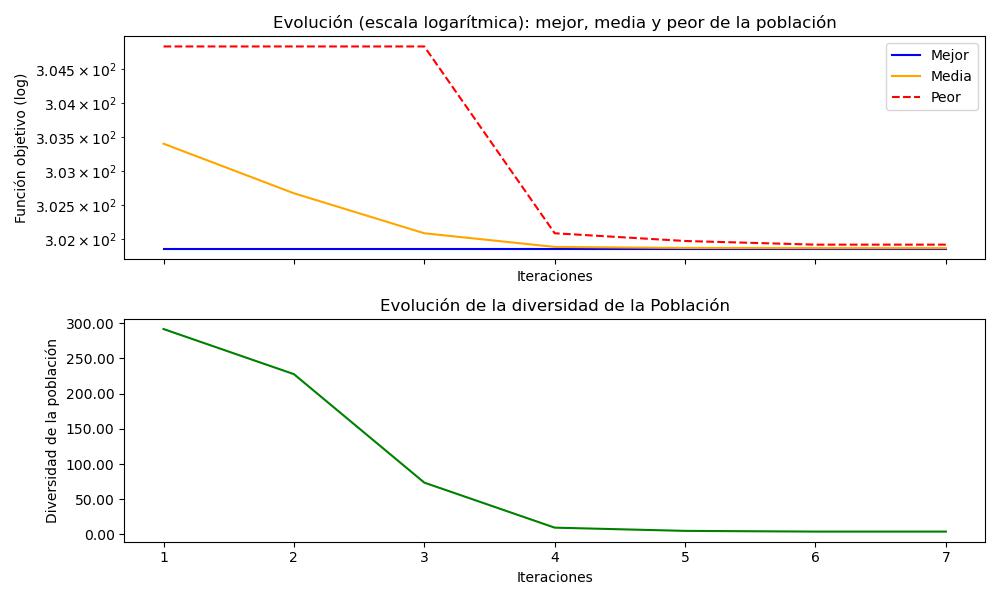 Evolución (escala logarítmica): mejor, media y peor de la población
Función objetivo (log)
3.045 × 10²
3.04 × 10²
3.035 × 10²
3.03 × 10²
3.025 × 10²
3.02 × 10²
Mejor
Media
Peor
Iteraciones
Evolución de la diversidad de la Población
Diversidad de la población
300.00
250.00
200.00
150.00
100.00
50.00
0.00
1 2 3 4 5 6 7
Iteraciones